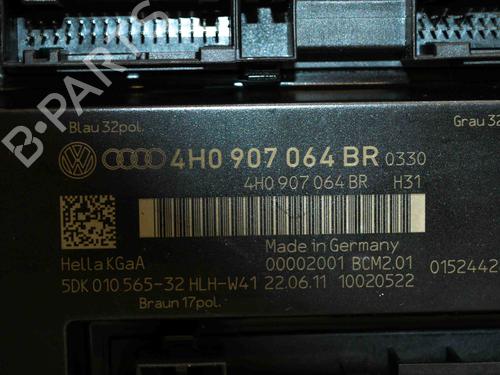 B-PARTS
Blau 32pol.
Grau 32
4H0 907 064 BR 0330
4H0 907 064 BR H31
Made in Germany
Hella KGaA 00002001 BCM2.01 0152442
5DK 010 565-32 HLH-W41 22.06.11 10020522
Braun 17pol.